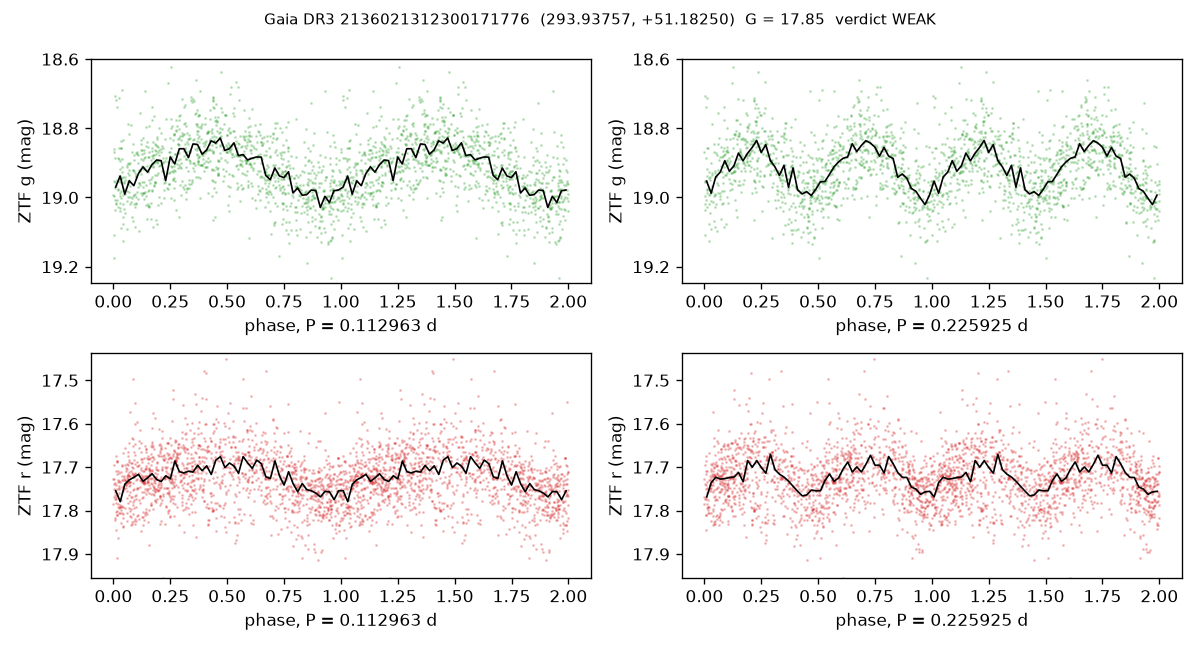 Gaia DR3 2136021312300171776 (293.93757, +51.18250) G = 17.85 verdict WEAK
18.6
18.8
19.0
19.2
ZTF g (mag)
0.00 0.25 0.50 0.75 1.00 1.25 1.50 1.75 2.00
phase, P = 0.112963 d
18.6
18.8
19.0
19.2
ZTF g (mag)
0.00 0.25 0.50 0.75 1.00 1.25 1.50 1.75 2.00
phase, P = 0.225925 d
17.5
17.6
17.7
17.8
17.9
ZTF r (mag)
0.00 0.25 0.50 0.75 1.00 1.25 1.50 1.75 2.00
phase, P = 0.112963 d
17.5
17.6
17.7
17.8
17.9
ZTF r (mag)
0.00 0.25 0.50 0.75 1.00 1.25 1.50 1.75 2.00
phase, P = 0.225925 d